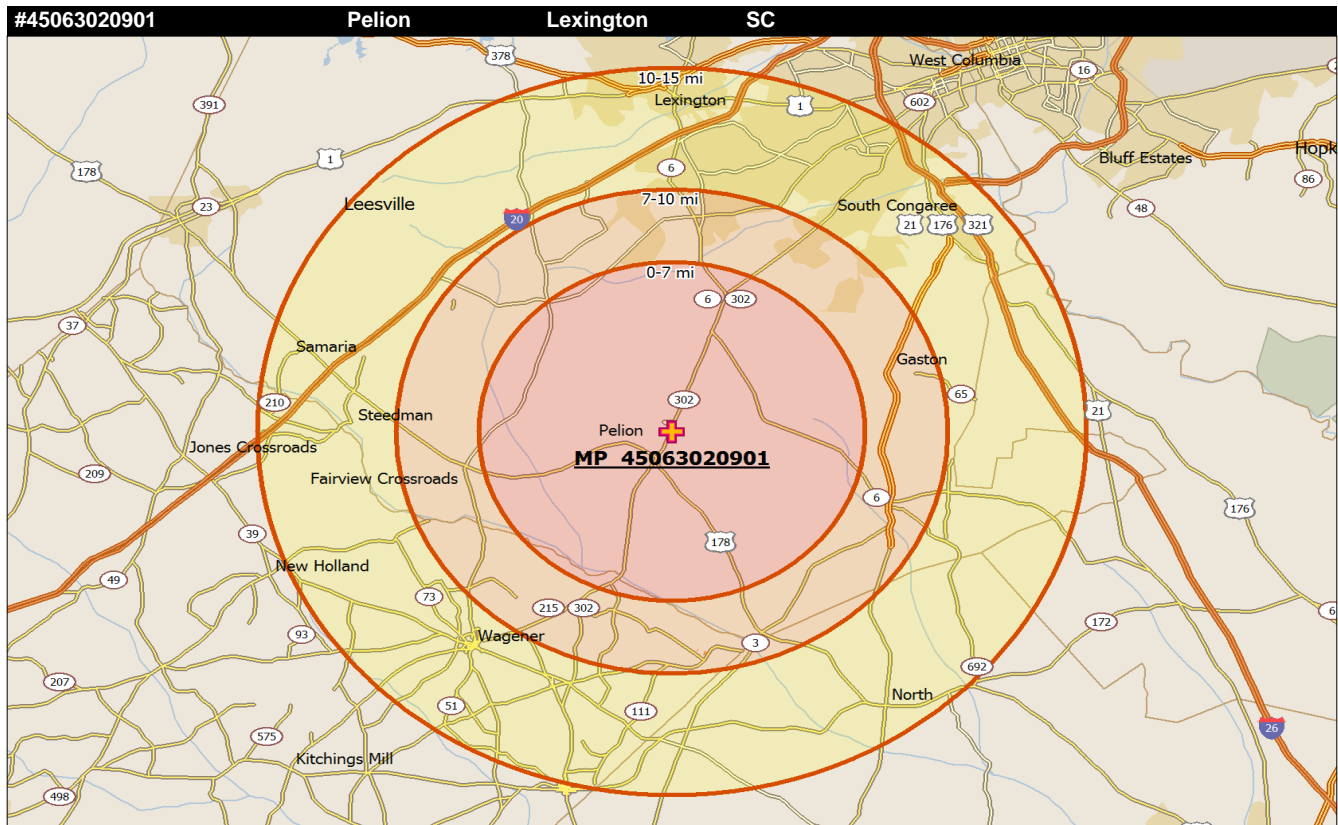 #45063020901 Pelion Lexington SC
378
West Columbia
10-15 mi
16
Lexington
391
1
602
1
178
6
Bluff Estates
Hopk
86
7-10 mi
23
Leesville
South Congaree
48
20
21 176 321
0-7 mi
6 302
37
Samaria
Gaston
65
302
210
21
Steedman
Pelion
Jones Crossroads
MP 45063020901
209
Fairview Crossroads
6
176
39
178
New Holland
49
73
215 302
6
172
93
Wagener
3
692
207
North
51
111
26
575
Kitchings Mill
498